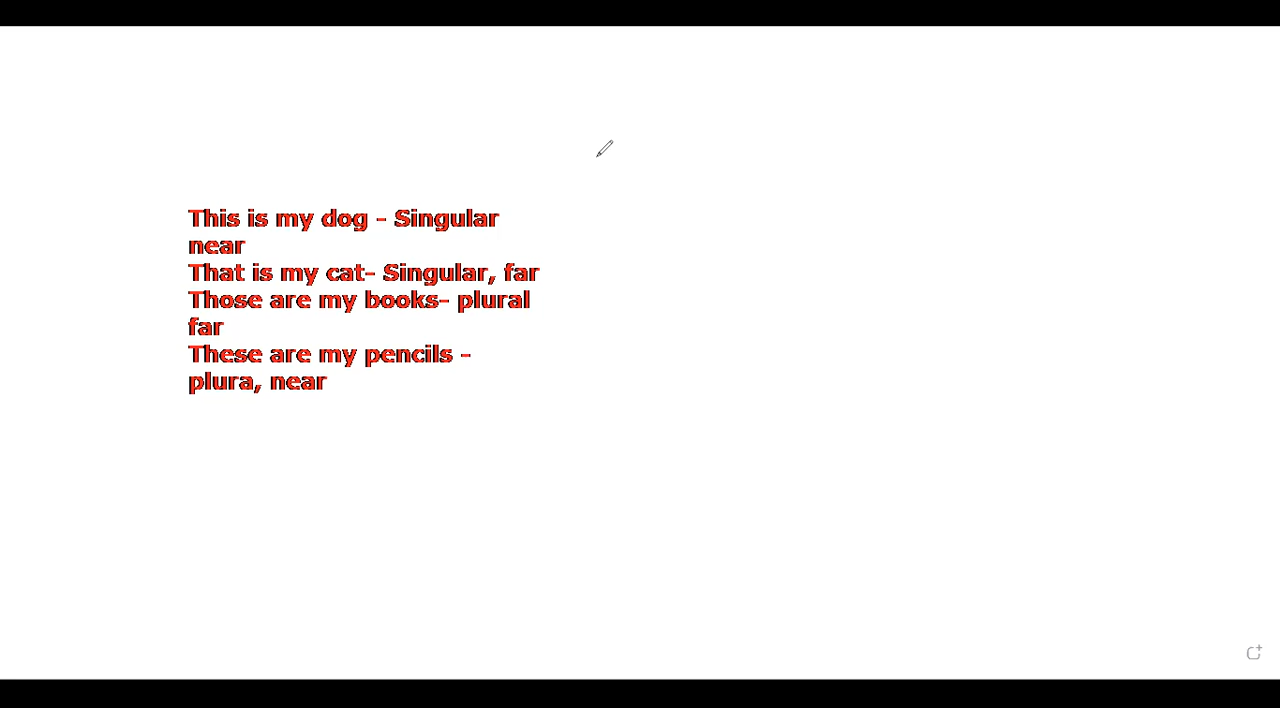 This is my dog - Singular
near
That is my cat- Singular, far
Those are my books- plural
far
These are my pencils -
plura, near